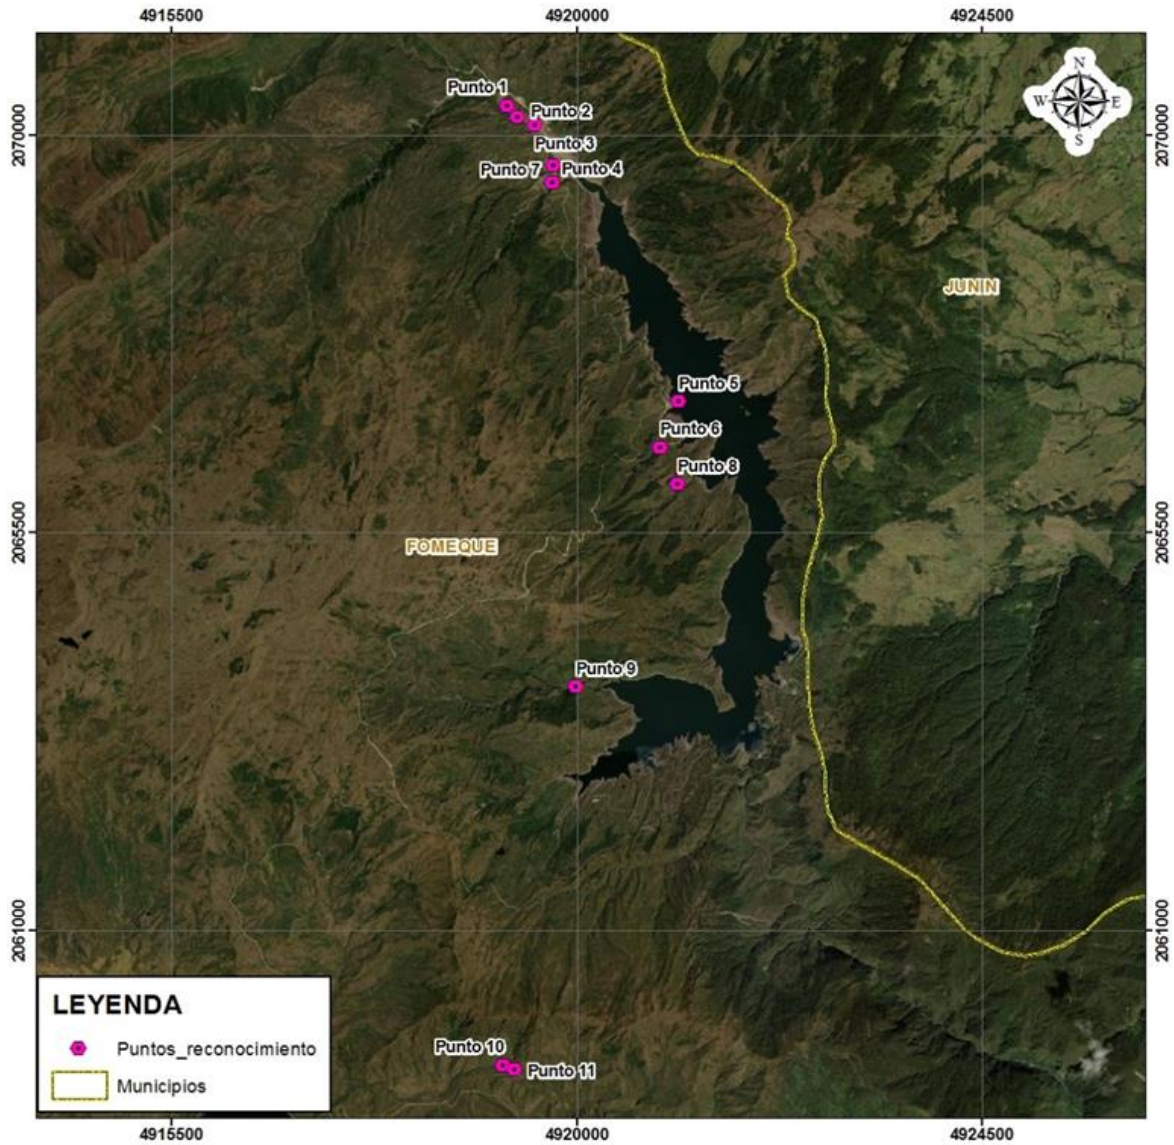 4915500
4920000
4924500
N
W
E
S
2070000
2070000
Punto 1
Punto 2
Punto 3
Punto 7
Punto 4
JUNIN
Punto 5
Punto 6
Punto 8
2065500
2065500
FOMEQUE
Punto 9
2061000
2061000
LEYENDA
Puntos_reconocimiento
Municipios
Punto 10
Punto 11
4915500
4920000
4924500